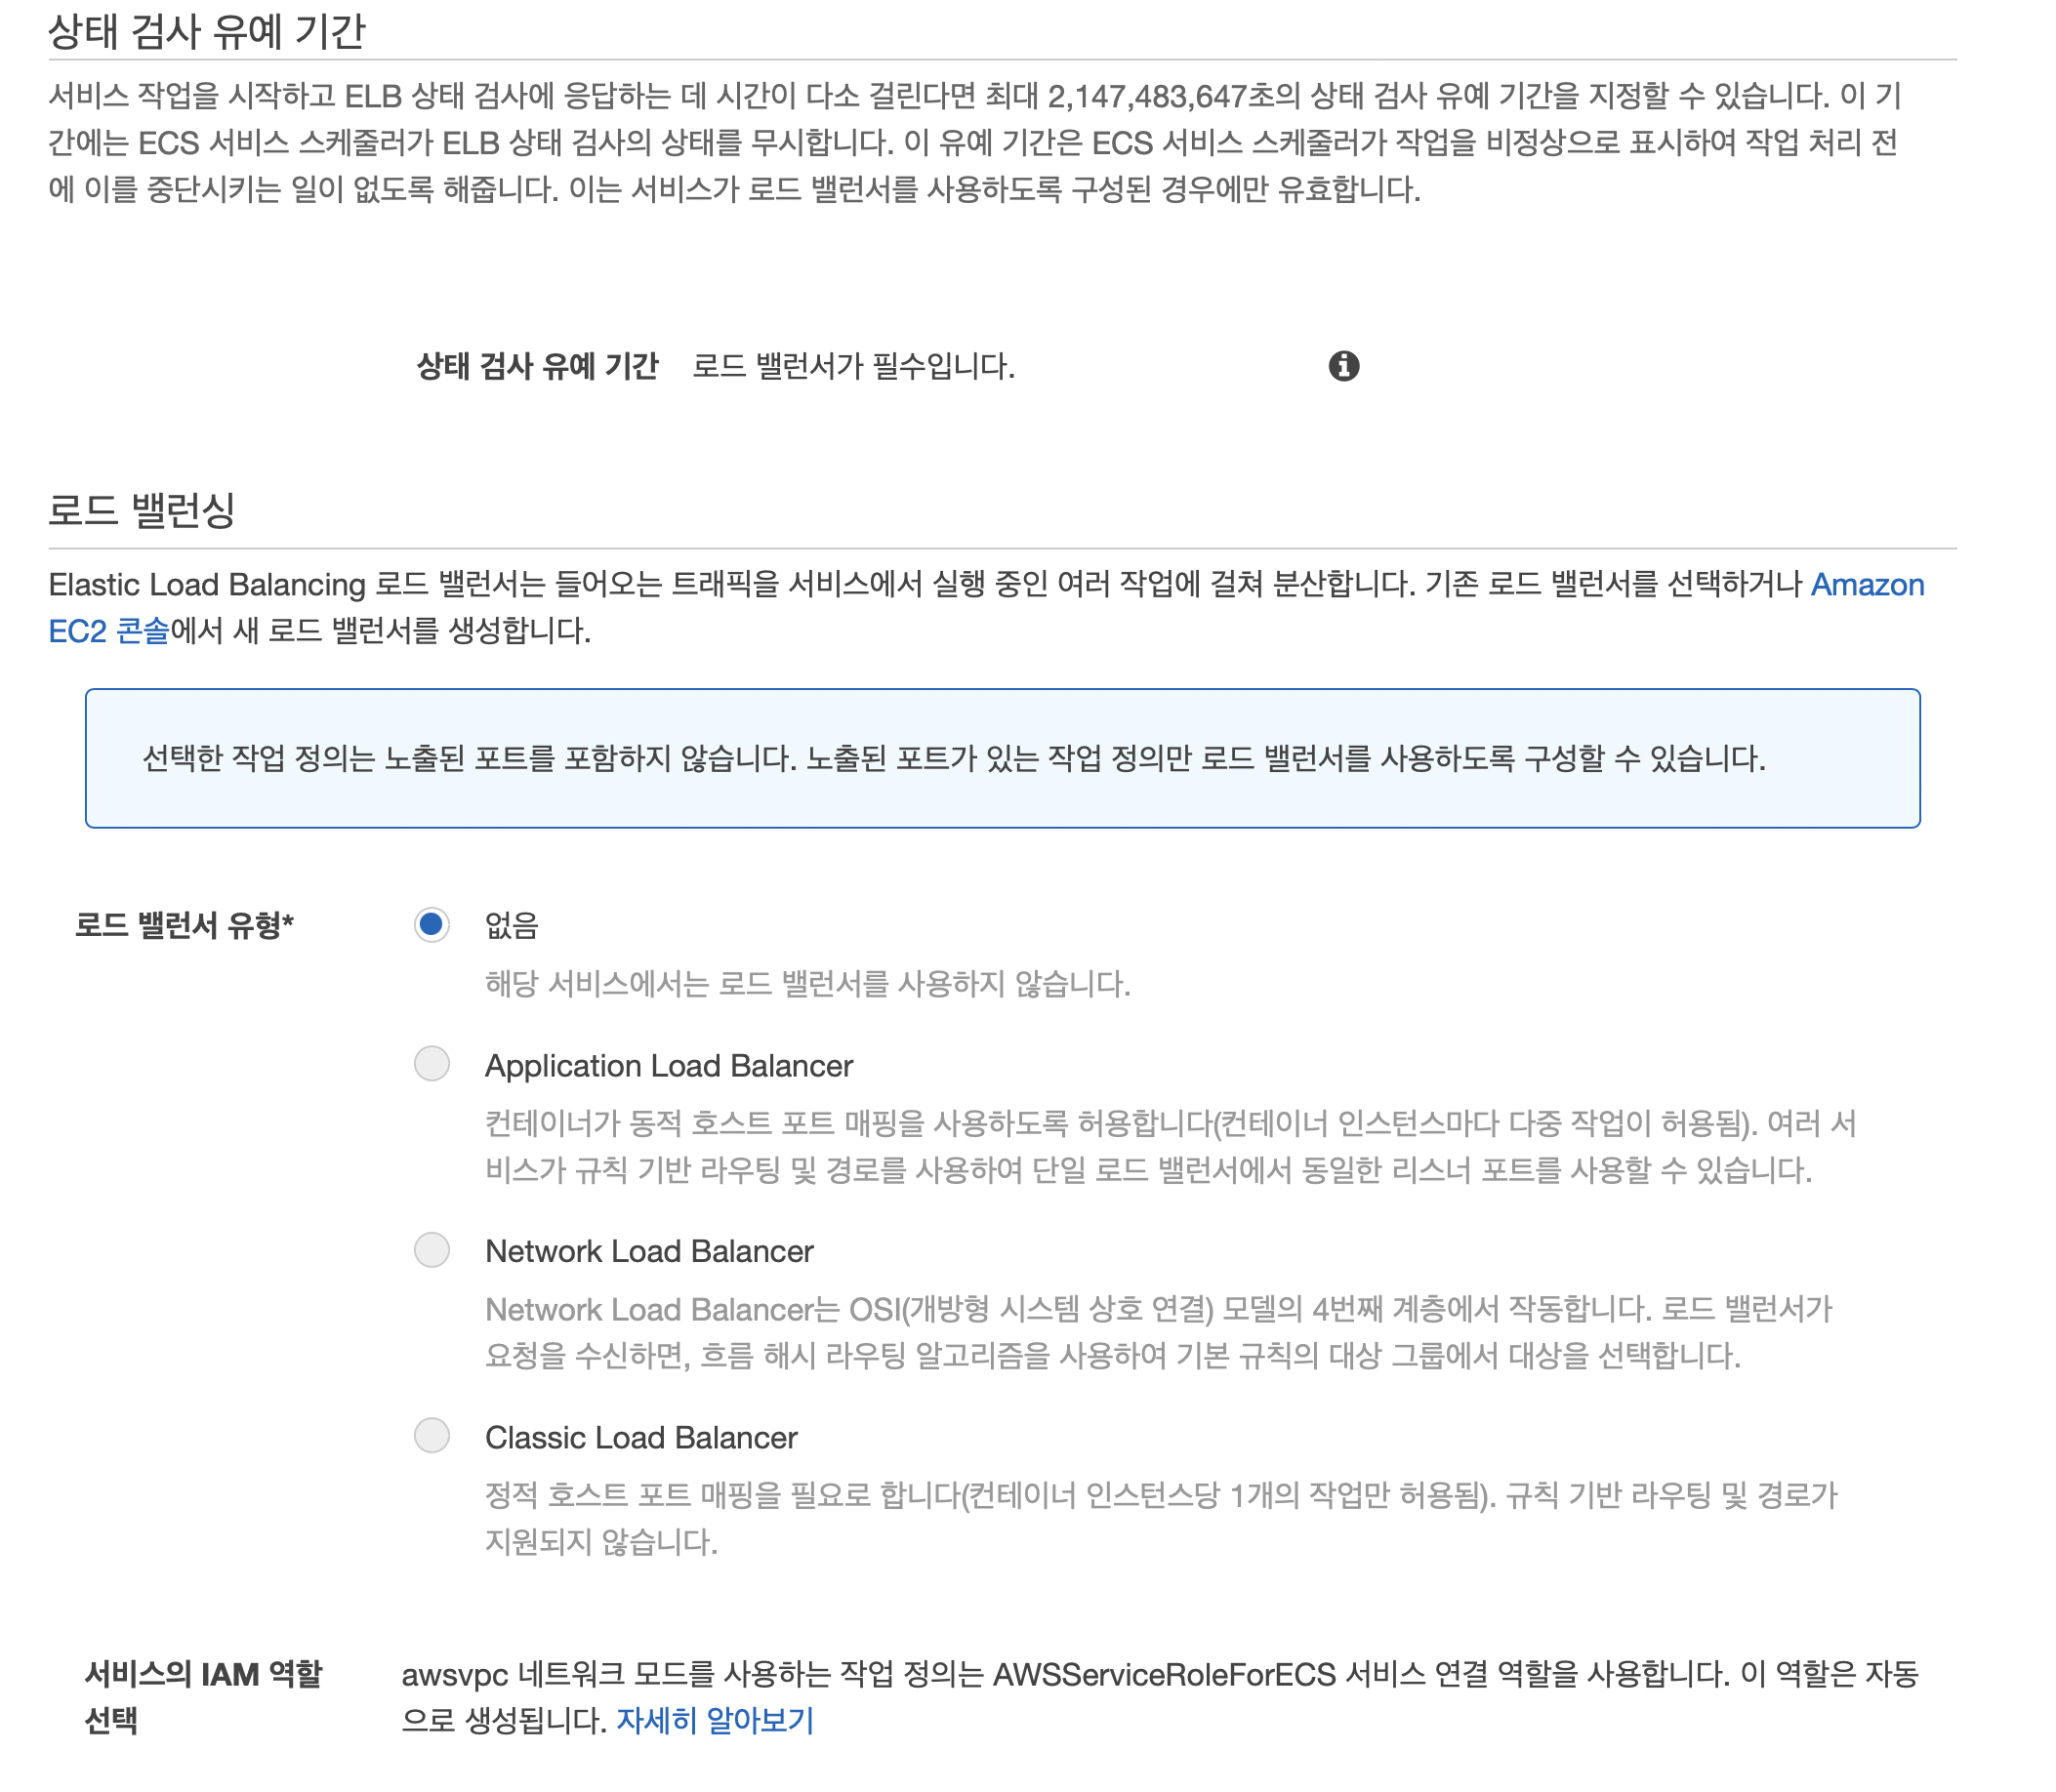 상태 검사 유예 기간
서비스 작업을 시작하고 ELB 상태 검사에 응답하는 데 시간이 다소 걸린다면 최대 2,147,483,647초의 상태 검사 유예 기간을 지정할 수 있습니다. 이 기
간에는 ECS 서비스 스케줄러가 ELB 상태 검사의 상태를 무시합니다. 이 유예 기간은 ECS 서비스 스케줄러가 작업을 비정상으로 표시하여 작업 처리 전
에 이를 중단시키는 일이 없도록 해줍니다. 이는 서비스가 로드 밸런서를 사용하도록 구성된 경우에만 유효합니다.
상태 검사 유예 기간 로드 밸런서가 필수입니다.
로드 밸런싱
Elastic Load Balancing 로드 밸런서는 들어오는 트래픽을 서비스에서 실행 중인 여러 작업에 걸쳐 분산합니다. 기존 로드 밸런서를 선택하거나 Amazon
EC2 콘솔에서 새 로드 밸런서를 생성합니다.
선택한 작업 정의는 노출된 포트를 포함하지 않습니다. 노출된 포트가 있는 작업 정의만 로드 밸런서를 사용하도록 구성할 수 있습니다.
로드 밸런서 유형* 없음
해당 서비스에서는 로드 밸런서를 사용하지 않습니다.
Application Load Balancer
컨테이너가 동적 호스트 포트 매핑을 사용하도록 허용합니다(컨테이너 인스턴스마다 다중 작업이 허용됨). 여러 서
비스가 규칙 기반 라우팅 및 경로를 사용하여 단일 로드 밸런서에서 동일한 리스너 포트를 사용할 수 있습니다.
Network Load Balancer
Network Load Balancer는 OSI(개방형 시스템 상호 연결) 모델의 4번째 계층에서 작동합니다. 로드 밸런서가
요청을 수신하면, 흐름 해시 라우팅 알고리즘을 사용하여 기본 규칙의 대상 그룹에서 대상을 선택합니다.
Classic Load Balancer
정적 호스트 포트 매핑을 필요로 합니다(컨테이너 인스턴스당 1개의 작업만 허용됨). 규칙 기반 라우팅 및 경로가
지원되지 않습니다.
서비스의 IAM 역할 awsvpc 네트워크 모드를 사용하는 작업 정의는 AWSServiceRoleForECS 서비스 연결 역할을 사용합니다. 이 역할은 자동
선택 으로 생성됩니다. 자세히 알아보기